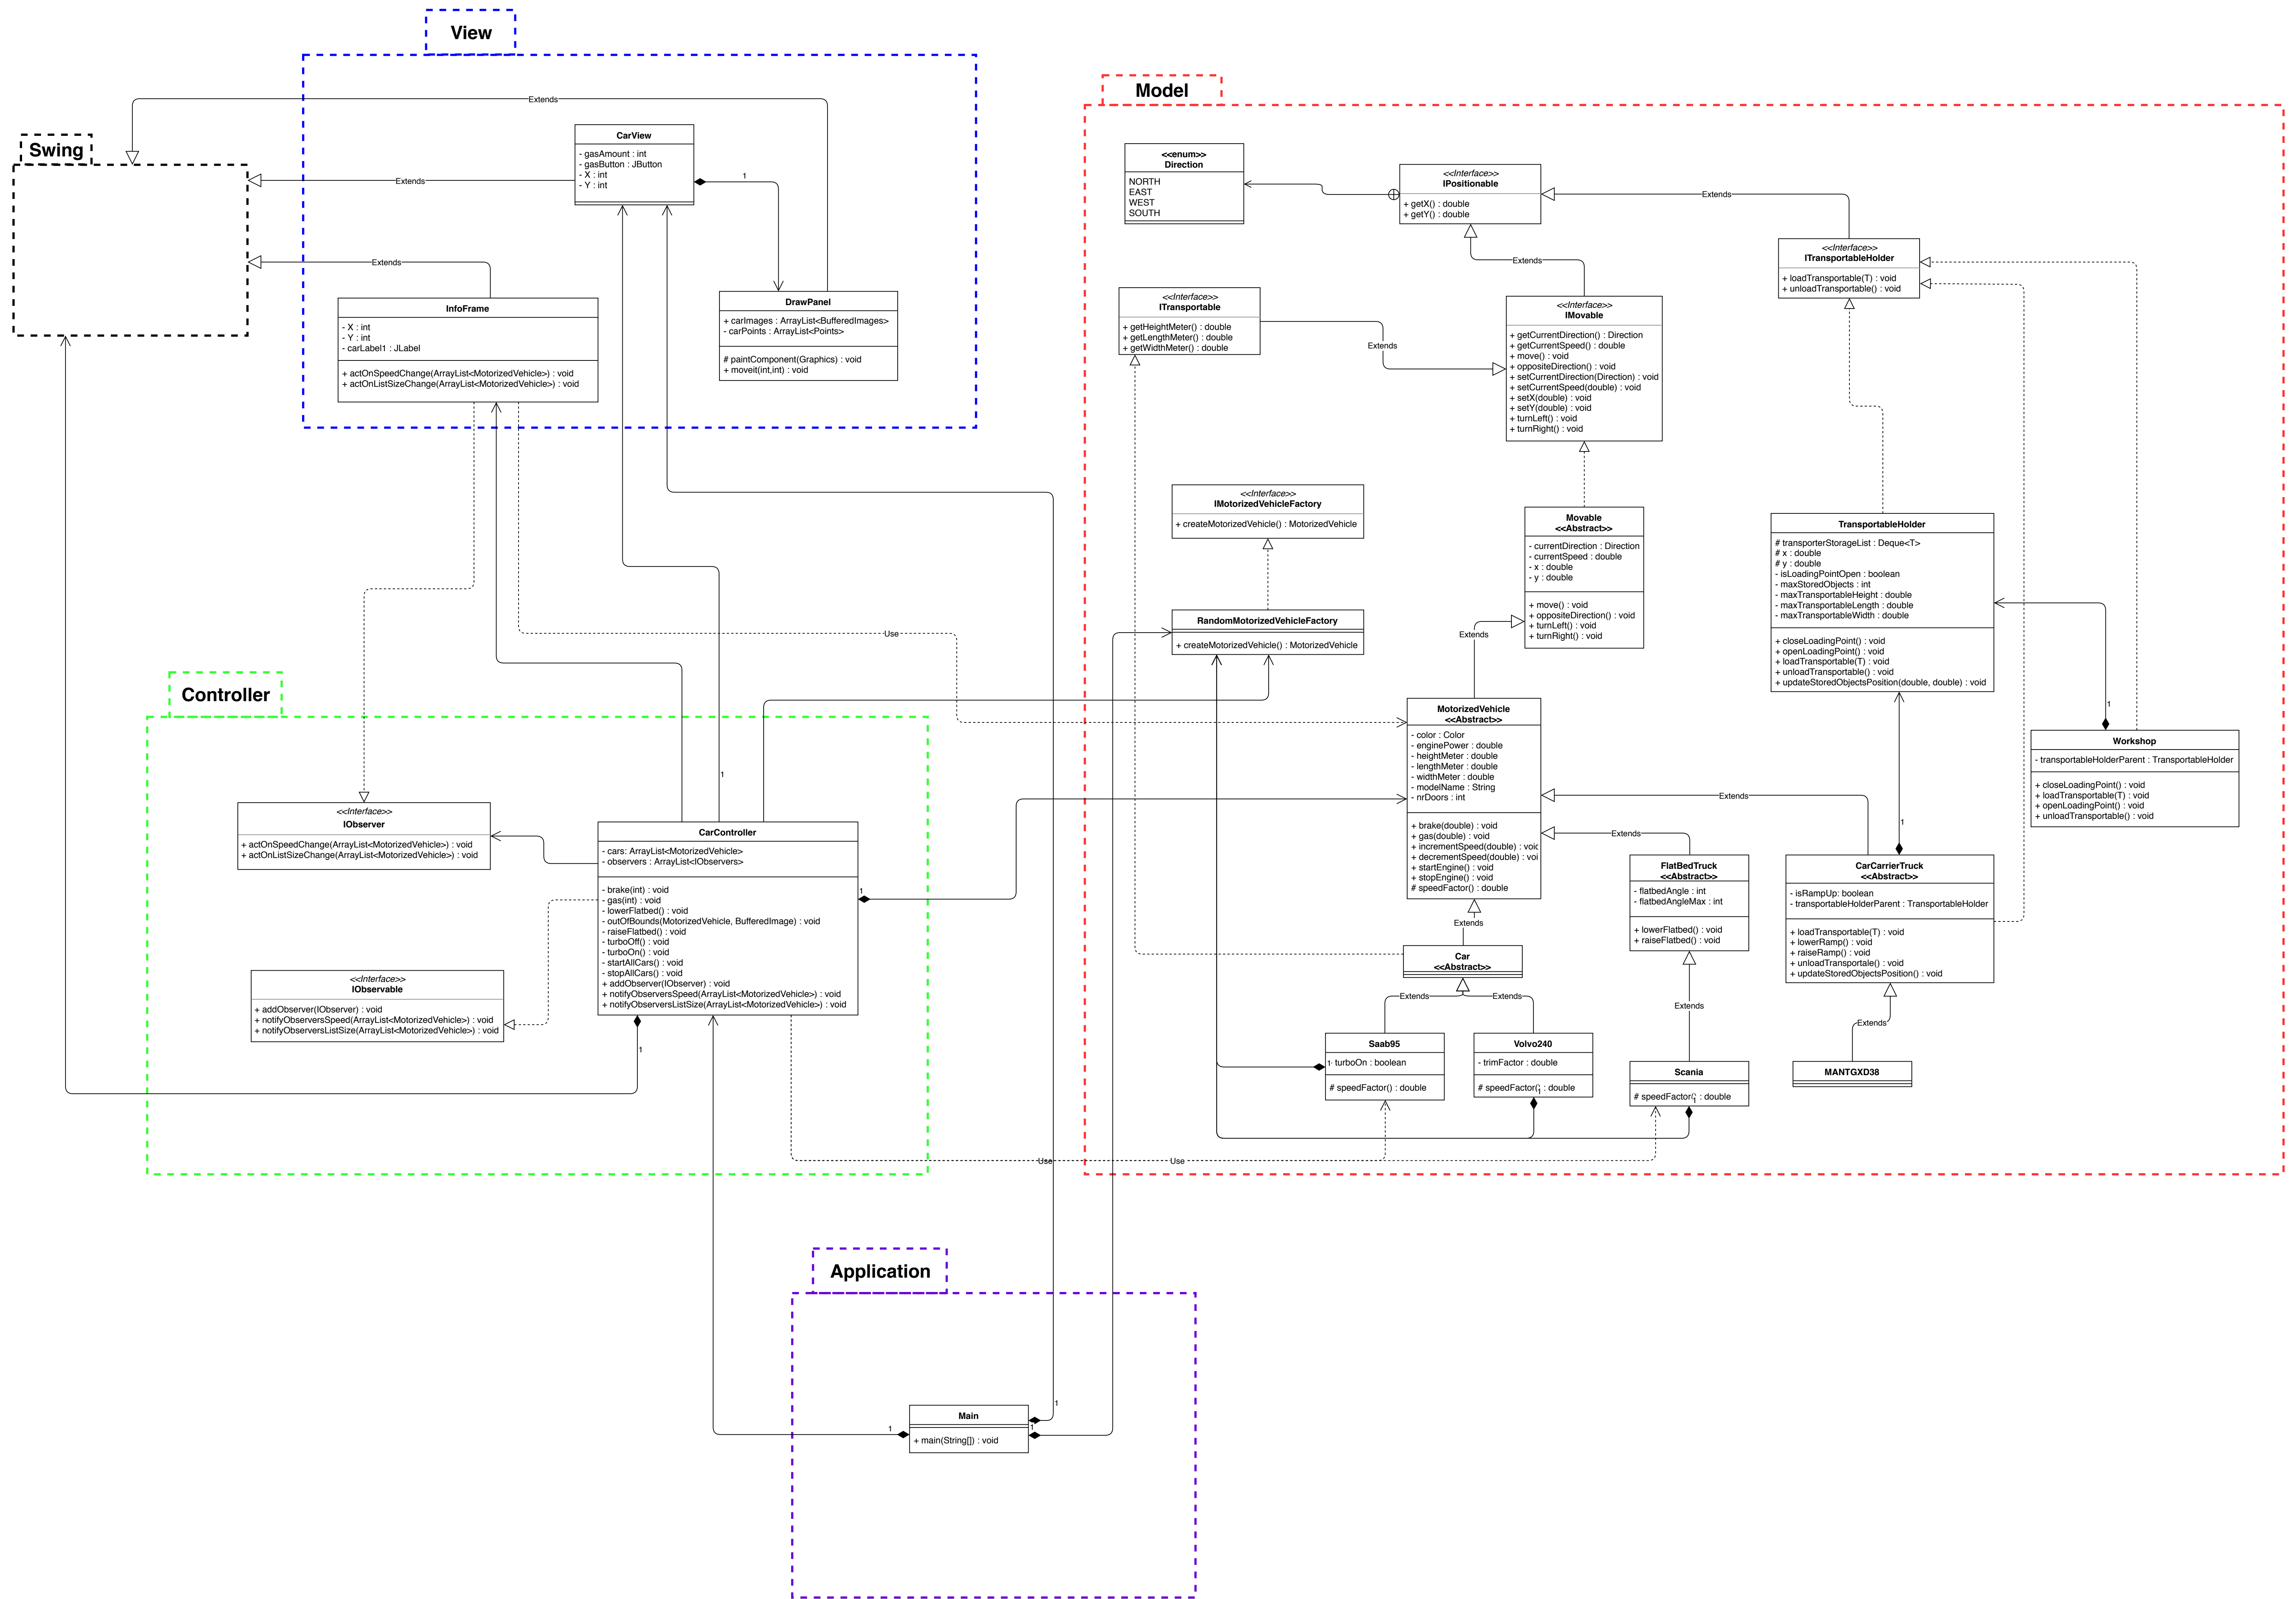 View
Extends
CarView
- gasAmount : int
- gasButton : JButton
- X : int
- Y : int
1
Extends
Extends
InfoFrame
- X : int
- Y : int
- carLabel1 : JLabel
+ actOnSpeedChange(ArrayList<MotorizedVehicle>) : void
+ actOnListSizeChange(ArrayList<MotorizedVehicle>) : void
DrawPanel
+ carImages : ArrayList<BufferedImages>
- carPoints : ArrayList<Points>
# paintComponent(Graphics) : void
+ moveit(int,int) : void
Swing
Model
<<enum>>
Direction
NORTH
EAST
WEST
SOUTH
<<Interface>>
IPositionable
+ getX() : double
+ getY() : double
Extends
<<Interface>>
ITransportableHolder
+ loadTransportable(T) : void
+ unloadTransportable() : void
Extends
<<Interface>>
ITransportable
+ getHeightMeter() : double
+ getLengthMeter() : double
+ getWidthMeter() : double
Extends
<<Interface>>
IMovable
+ getCurrentDirection() : Direction
+ getCurrentSpeed() : double
+ move() : void
+ oppositeDirection() : void
+ setCurrentDirection(Direction) : void
+ setCurrentSpeed(double) : void
+ setX(double) : void
+ setY(double) : void
+ turnLeft() : void
+ turnRight() : void
<<Interface>>
IMotorizedVehicleFactory
+ createMotorizedVehicle() : MotorizedVehicle
RandomMotorizedVehicleFactory
+ createMotorizedVehicle() : MotorizedVehicle
Movable
<<Abstract>>
- currentDirection : Direction
- currentSpeed : double
- x : double
- y : double
+ move() : void
+ oppositeDirection() : void
+ turnLeft() : void
+ turnRight() : void
Extends
TransportableHolder
# transporterStorageList : Deque<T>
# x : double
# y : double
- isLoadingPointOpen : boolean
- maxStoredObjects : int
- maxTransportableHeight : double
- maxTransportableLength : double
- maxTransportableWidth : double
+ closeLoadingPoint() : void
+ openLoadingPoint() : void
+ loadTransportable(T) : void
+ unloadTransportable() : void
+ updateStoredObjectsPosition(double, double) : void
1
Workshop
- transportableHolderParent : TransportableHolder
+ closeLoadingPoint() : void
+ loadTransportable(T) : void
+ openLoadingPoint() : void
+ unloadTransportable() : void
Use
MotorizedVehicle
<<Abstract>>
- color : Color
- enginePower : double
- heightMeter : double
- lengthMeter : double
- widthMeter : double
- modelName : String
- nrDoors : int
+ brake(double) : void
+ gas(double) : void
+ incrementSpeed(double) : void
+ decrementSpeed(double) : voi
+ startEngine() : void
+ stopEngine() : void
# speedFactor() : double
Extends
Extends
1
FlatBedTruck
<<Abstract>>
- flatbedAngle : int
- flatbedAngleMax : int
+ lowerFlatbed() : void
+ raiseFlatbed() : void
CarCarrierTruck
<<Abstract>>
- isRampUp: boolean
- transportableHolderParent : TransportableHolder
+ loadTransportable(T) : void
+ lowerRamp() : void
+ raiseRamp() : void
+ unloadTransportale() : void
+ updateStoredObjectsPosition() : void
Extends
Car
<<Abstract>>
Extends
Extends
Extends
Extends
Saab95
1
- turboOn : boolean
# speedFactor() : double
Volvo240
- trimFactor : double
# speedFactor() : double
1
Scania
# speedFactor() : double
1
MANTGXD38
Controller
<<Interface>>
IObserver
+ actOnSpeedChange(ArrayList<MotorizedVehicle>) : void
+ actOnListSizeChange(ArrayList<MotorizedVehicle>) : void
<<Interface>>
IObservable
+ addObserver(IObserver) : void
+ notifyObserversSpeed(ArrayList<MotorizedVehicle>) : void
+ notifyObserversListSize(ArrayList<MotorizedVehicle>) : void
1
CarController
- cars: ArrayList<MotorizedVehicle>
- observers : ArrayList<IObservers>
- brake(int) : void
- gas(int) : void
- lowerFlatbed() : void
- outOfBounds(MotorizedVehicle, BufferedImage) : void
- raiseFlatbed() : void
- turboOff() : void
- turboOn() : void
- startAllCars() : void
- stopAllCars() : void
+ addObserver(IObserver) : void
+ notifyObserversSpeed(ArrayList<MotorizedVehicle>) : void
+ notifyObserversListSize(ArrayList<MotorizedVehicle>) : void
1
1
Use
Use
Application
Main
+ main(String[]) : void
1
1
1